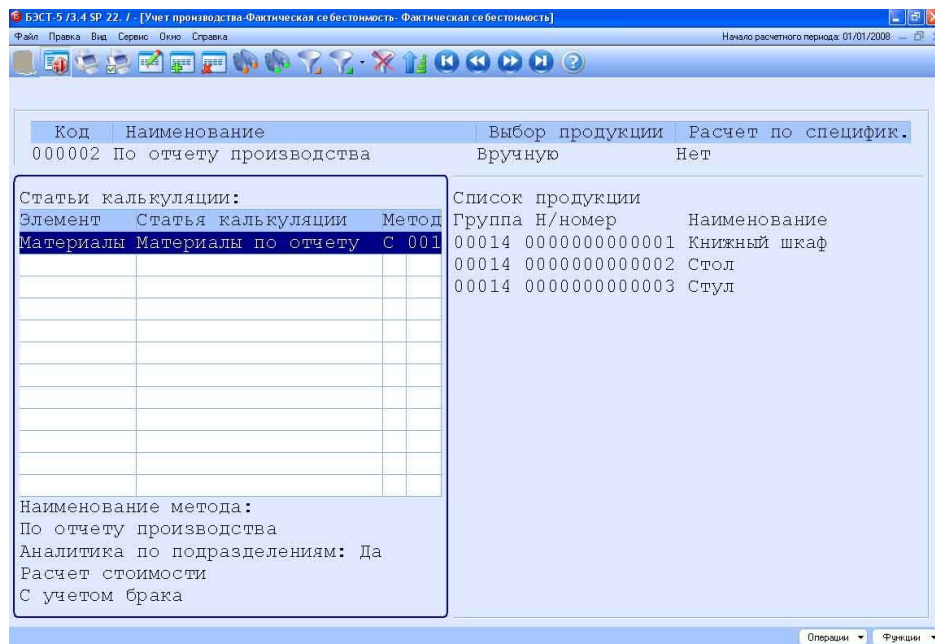 БЭСТ-5 /3.4 SP 22. / - [Учет производства-Фактическая себестоимость- Фактическая себестоимость]
Файл Правка Вид Сервис Окно Справка Начало расчетного периода: 01/01/2008
Код Наименование Выбор продукции Расчет по специфик.
000002 По отчету производства Вручную Нет
Статьи калькуляции:
Элемент Статья калькуляции Метод
Материалы Материалы по отчету С 001
Наименование метода:
По отчету производства
Аналитика по подразделениям: Да
Расчет стоимости
С учетом брака
Список продукции
Группа Н/номер Наименование
00014 0000000000001 Книжный шкаф
00014 0000000000002 Стол
00014 0000000000003 Стул
Операции Функции